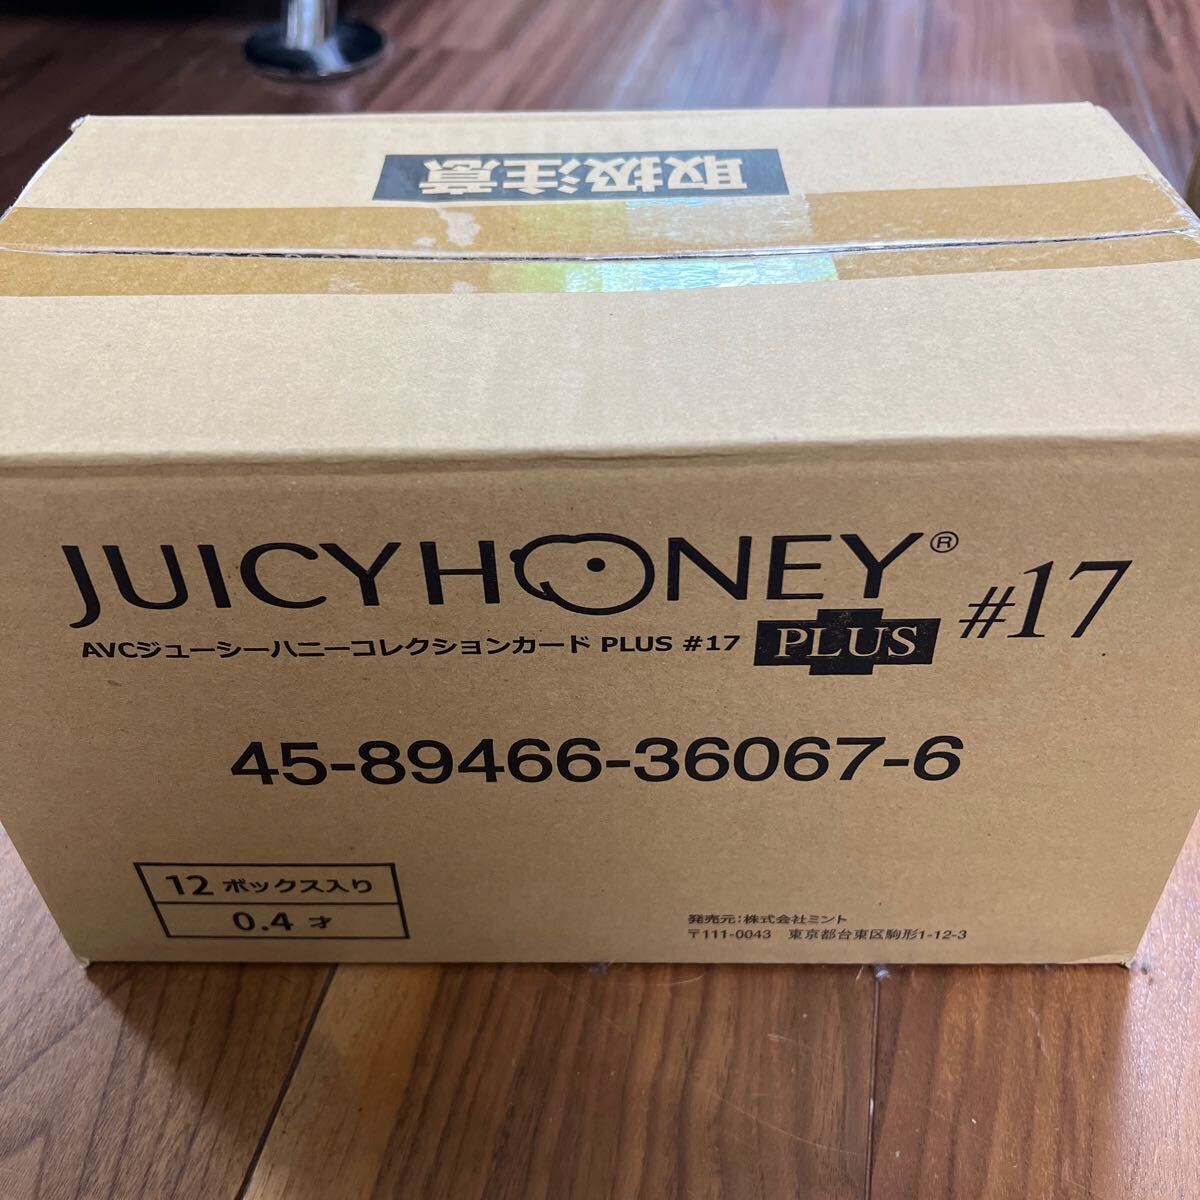 取扱注意
JUICY HONEY® PLUS #17
AVCジューシーハニーコレクションカード PLUS #17
45-89466-36067-6
12 ボックス入り
0.4 才
発売元:株式会社ミント
〒111-0043 東京都台東区駒形1-12-3